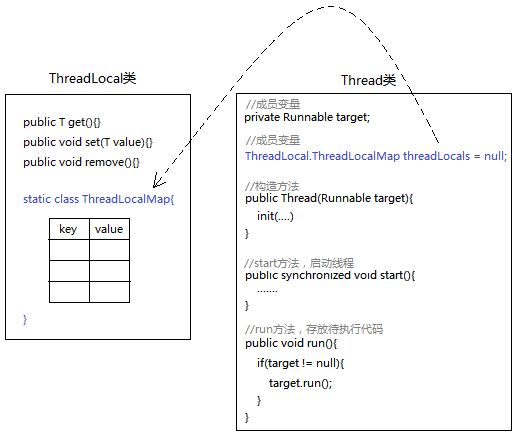 ThreadLocal类
public T get(){}
public void set(T value){}
public void remove(){}
static class ThreadLocalMap{
key value
}
Thread类
//成员变量
private Runnable target;
//成员变量
ThreadLocal.ThreadLocalMap threadLocals = null;
//构造方法
public Thread(Runnable target){
init(....)
}
//start方法，启动线程
public synchronized void start(){
.......
}
//run方法，存放待执行代码
public void run(){
if(target != null){
target.run();
}
}